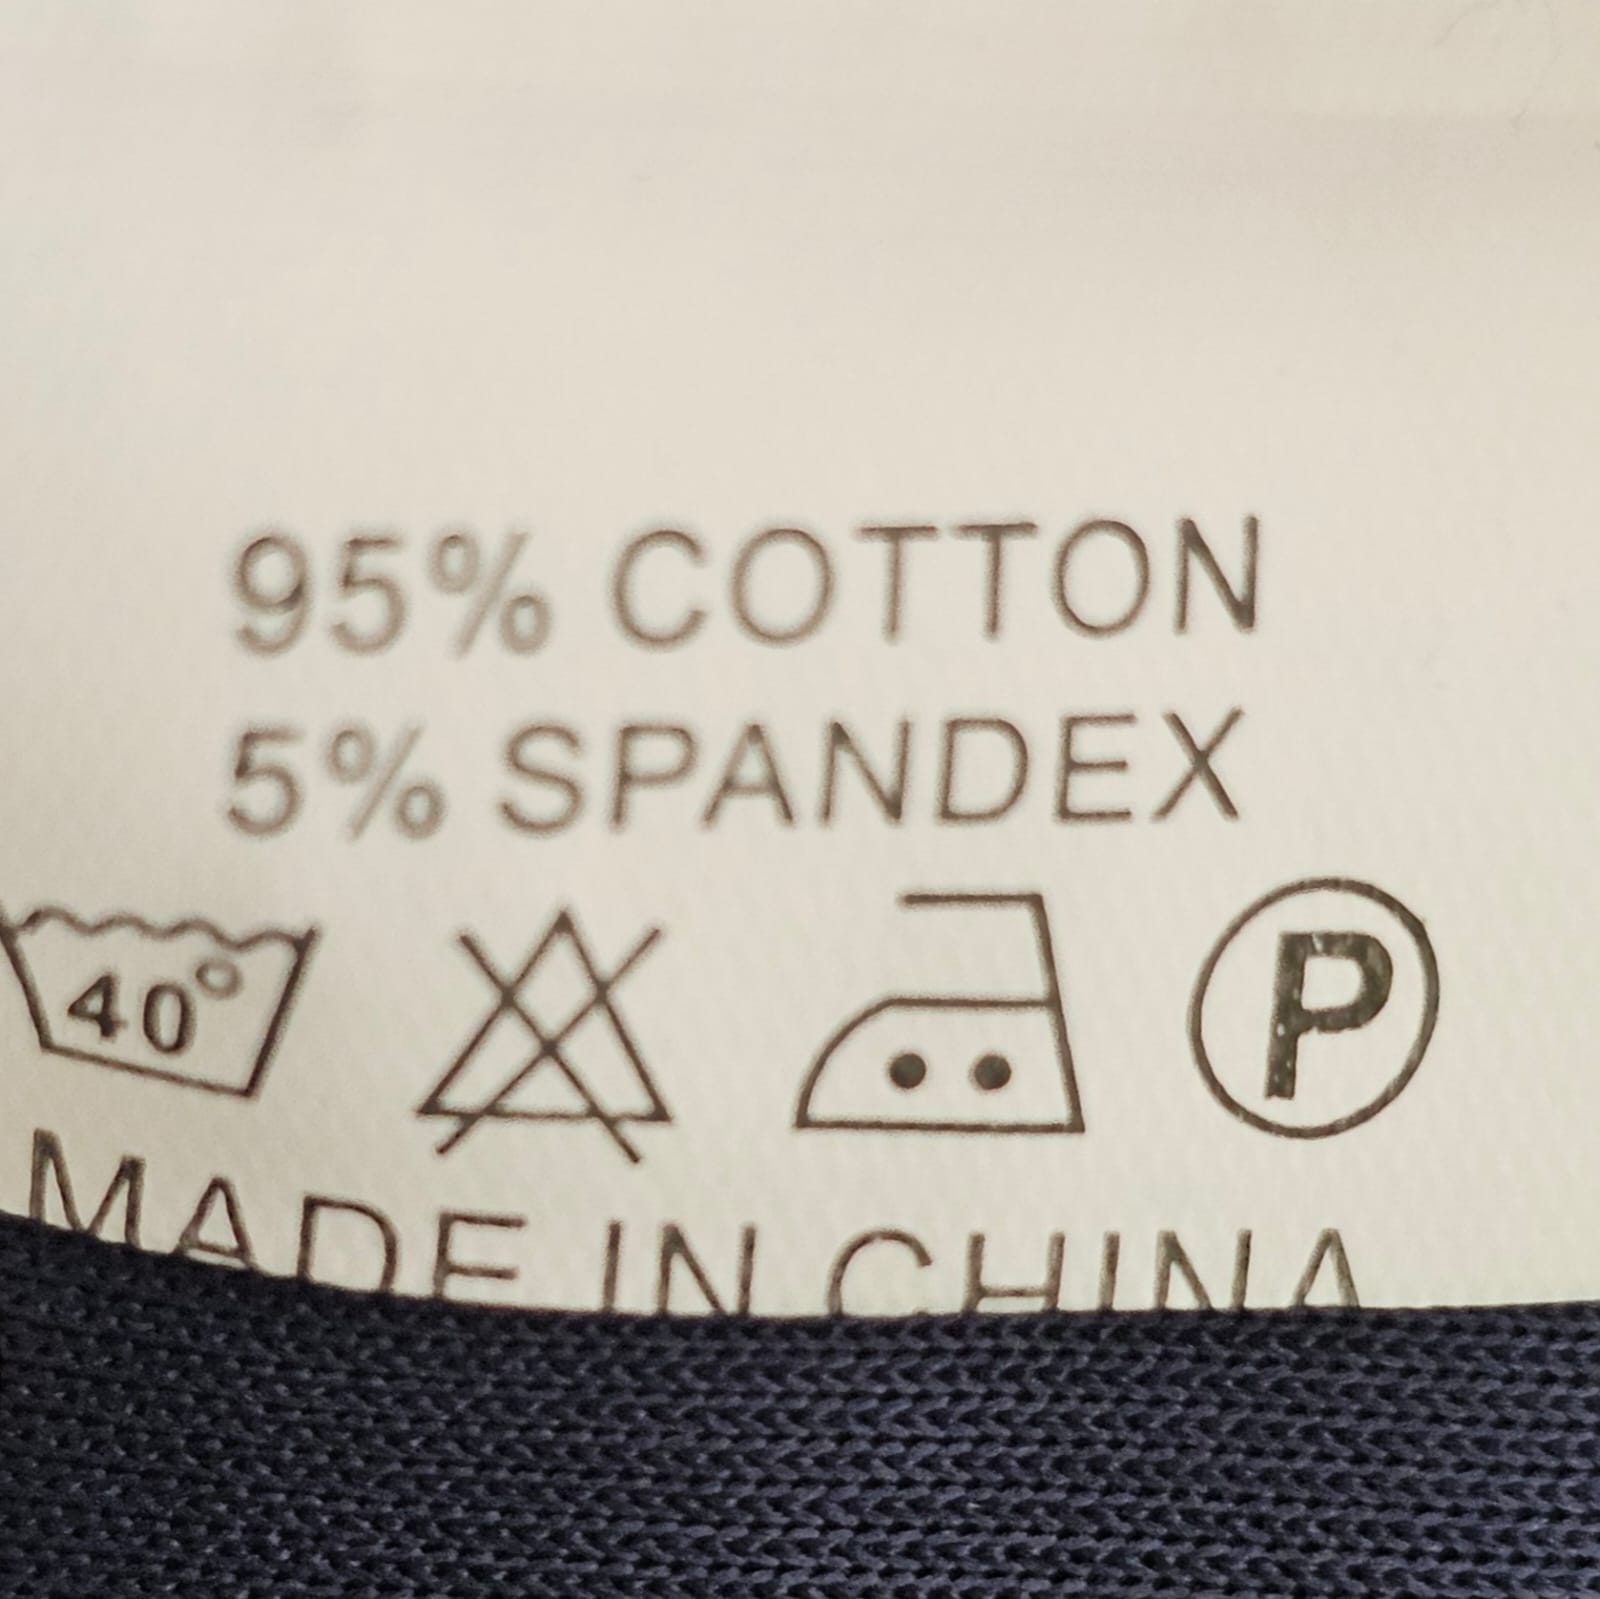 95% COTTON
5% SPANDEX
40° P
MADE IN CHINA